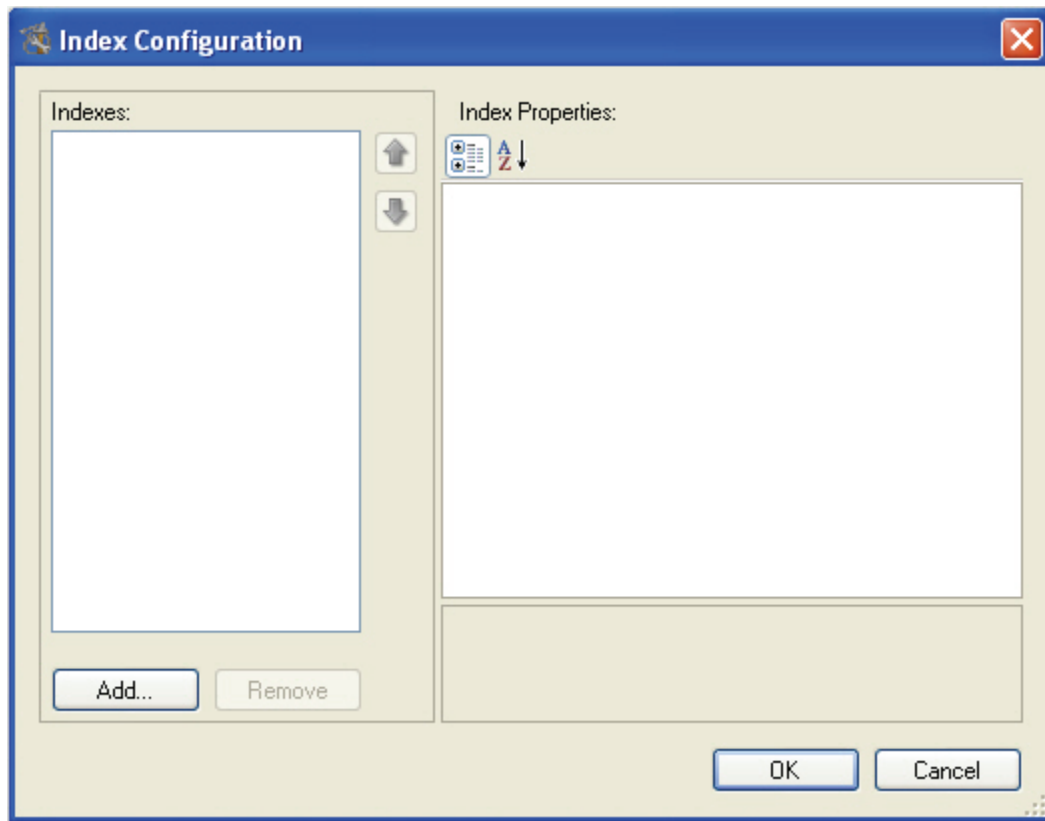 Index Configuration
Indexes:
Index Properties:
A
Z
Add...
Remove
OK
Cancel